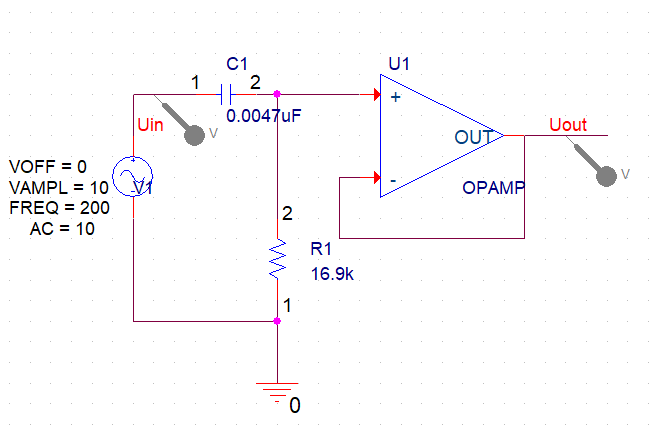 C1
U1
1
2
+
0.0047uF
Uin
V
OUT
Uout
VOFF = 0
VAMPL = 10
FREQ = 200
AC = 10
V1
-
OPAMP
V
2
R1
16.9k
1
0